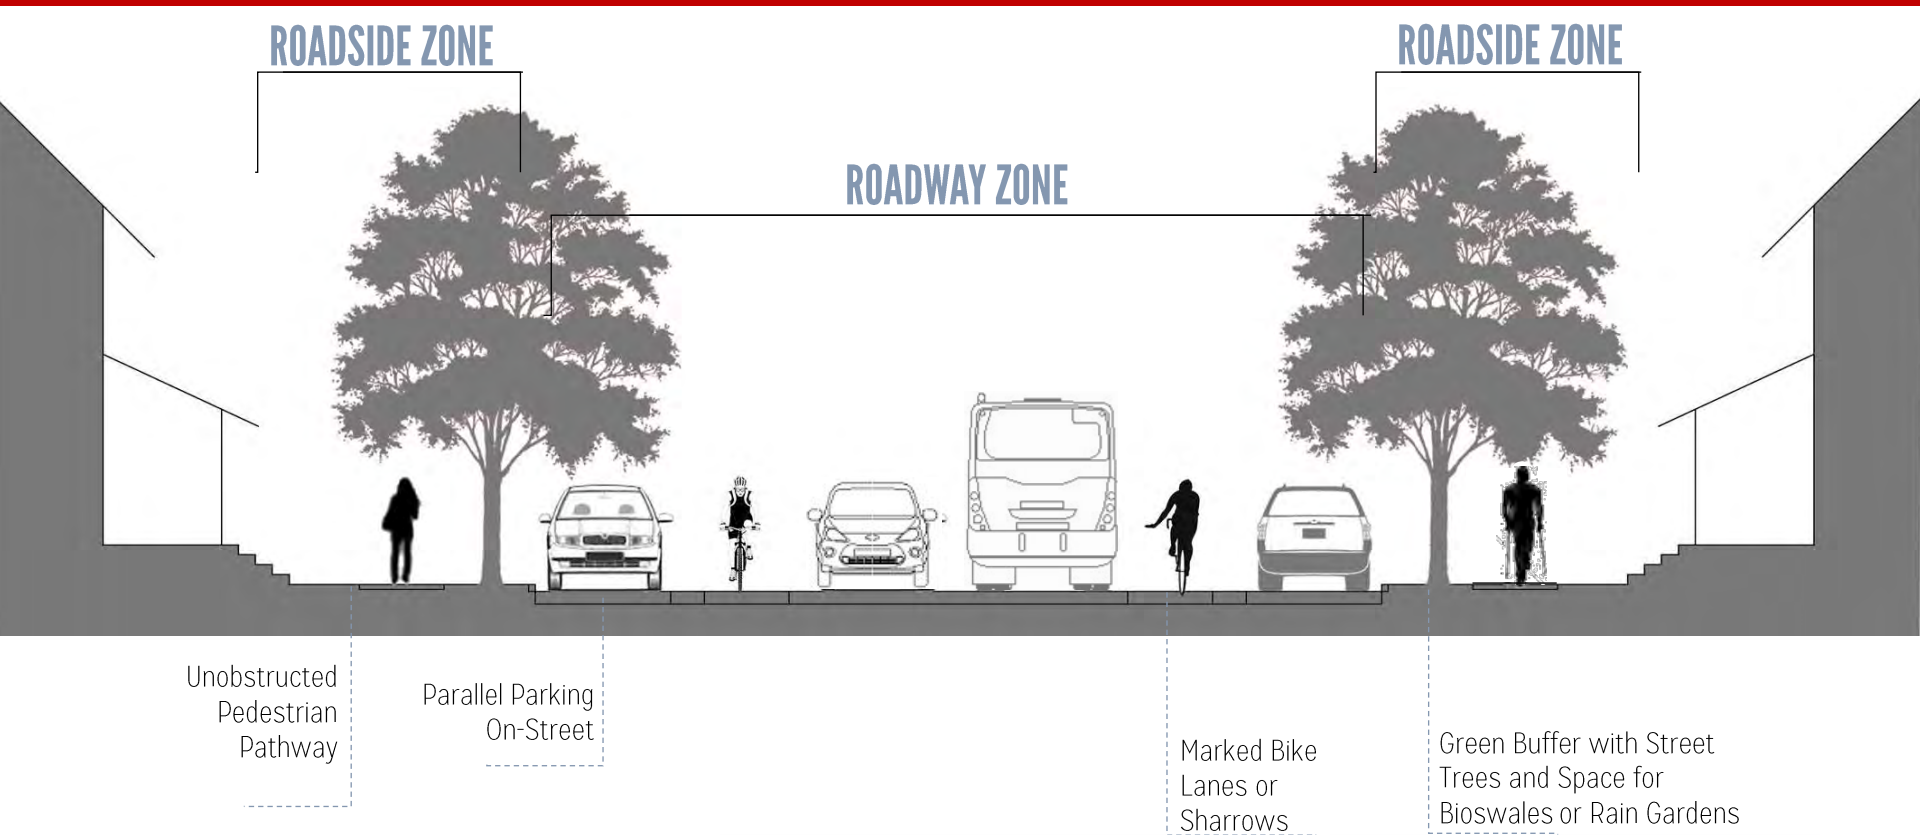 ROADSIDE ZONE
ROADSIDE ZONE
ROADWAY ZONE
Unobstructed
Pedestrian
Pathway
Parallel Parking
On-Street
Marked Bike
Lanes or
Sharrows
Green Buffer with Street
Trees and Space for
Bioswales or Rain Gardens